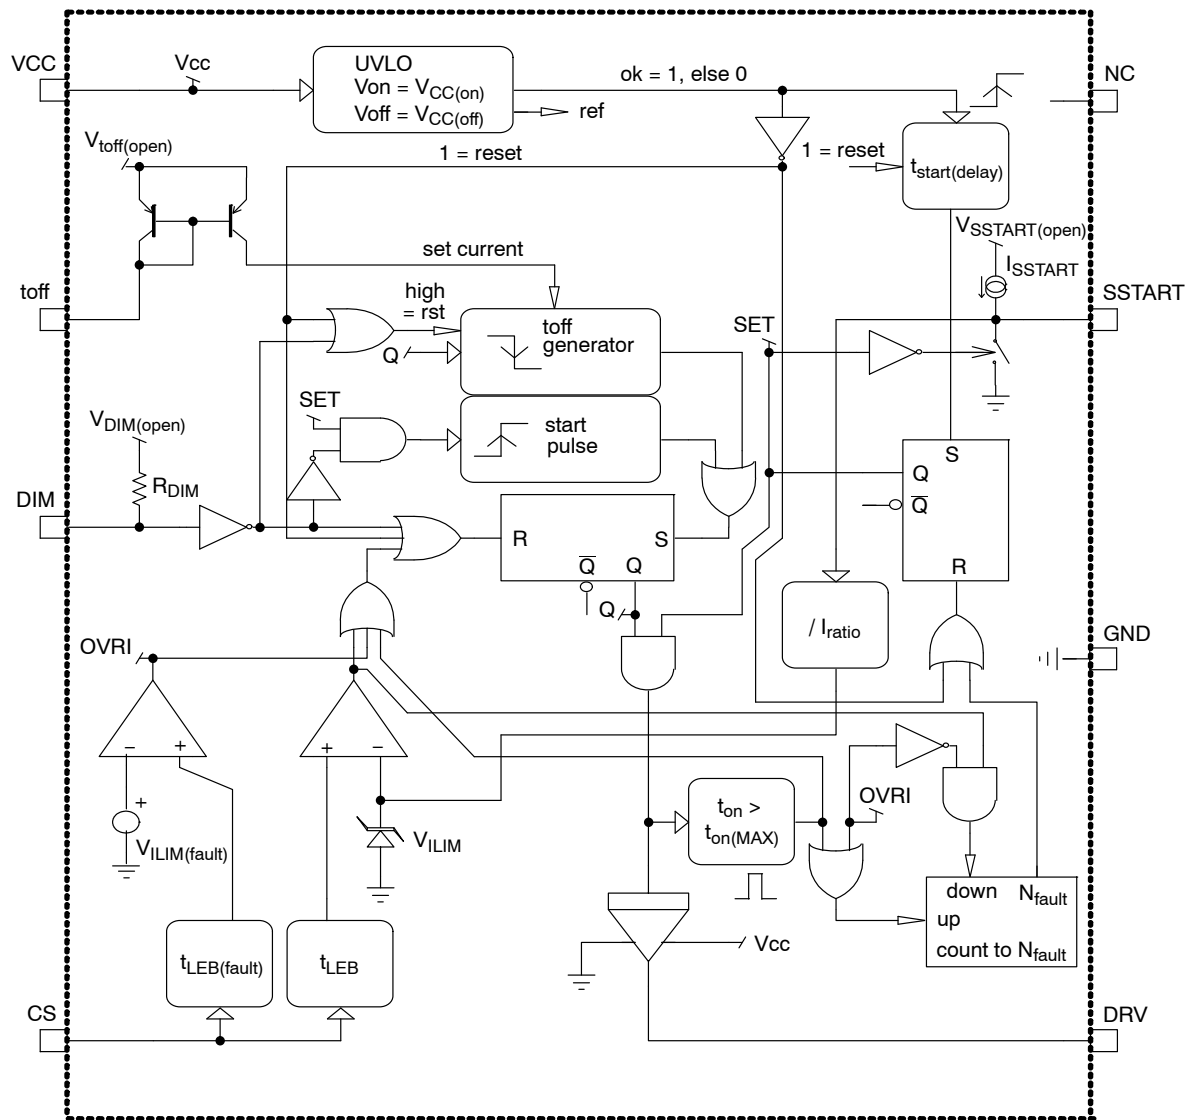 VCC
Vcc
UVLO
Von = VCC(on)
Voff = VCC(off)
ok = 1, else 0
ref
NC
Vtoff(open)
1 = reset
1 = reset
tstart(delay)
VSSTART(open)
ISSTART
set current
toff
high
= rst
toff
generator
Q
SET
SSTART
SET
VDIM(open)
start
pulse
RDIM
S
Q
Q
DIM
R
S
Q
Q
R
Q
/ Iratio
OVRI
GND
– +
+ –
+
VILIM(fault)
VILIM
ton >
ton(MAX)
OVRI
down Nfault
up
count to Nfault
Vcc
tLEB(fault)
tLEB
CS
DRV